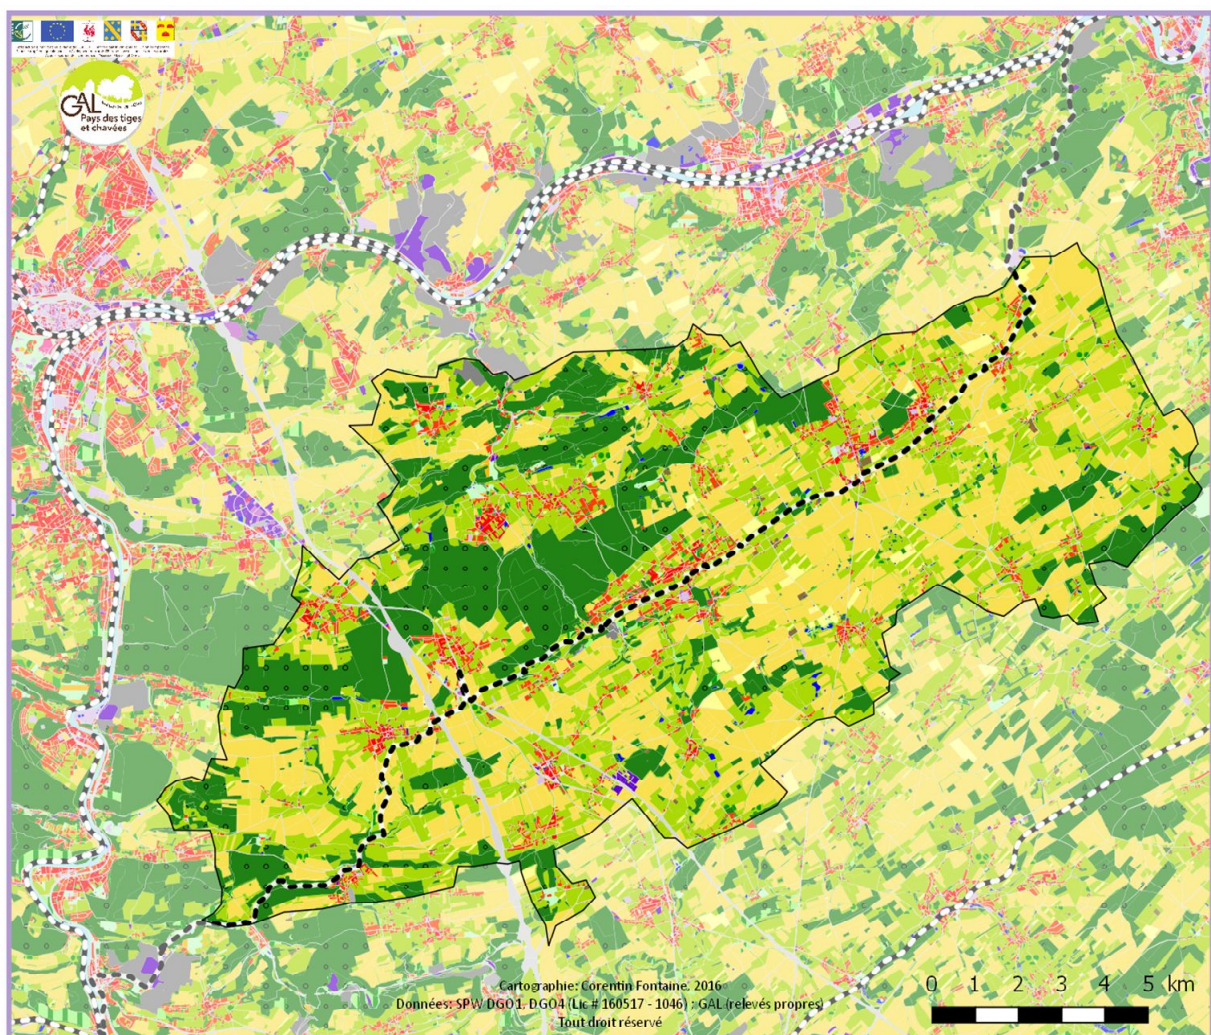 GAL
Pays des tiges
et chavées
0 1 2 3 4 5 km
Cartographie: Corentin Fontaine. 2016
Données: SPW DGO1, DGO4 (Lic # 160517 - 1046) ; GAL (relevés propres)
Tout droit réservé